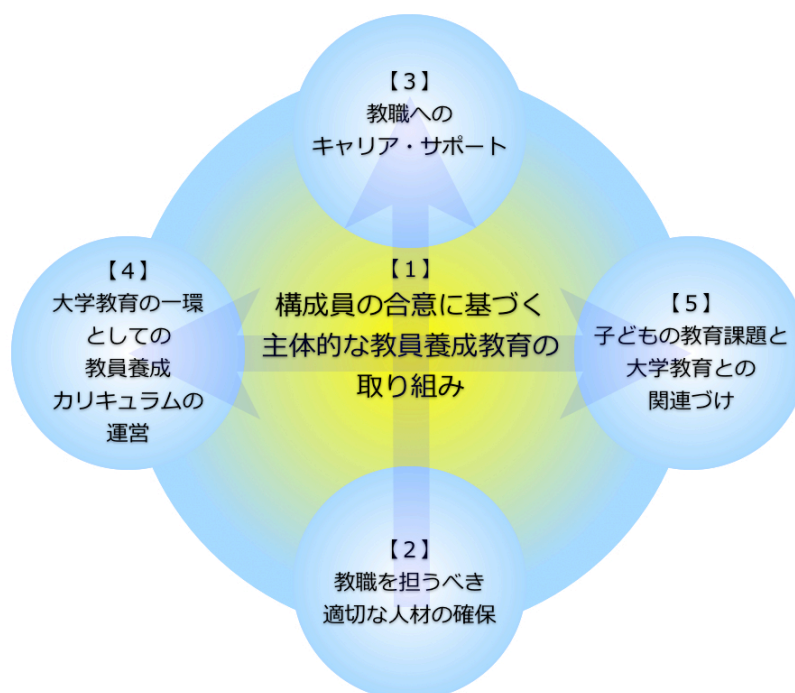 【３】
教職への
キャリア・サポート
【１】
構成員の合意に基づく
主体的な教員養成教育の
取り組み
【４】
大学教育の一環
としての
教員養成
カリキュラムの
運営
【５】
子どもの教育課題と
大学教育との
関連づけ
【２】
教職を担うべき
適切な人材の確保